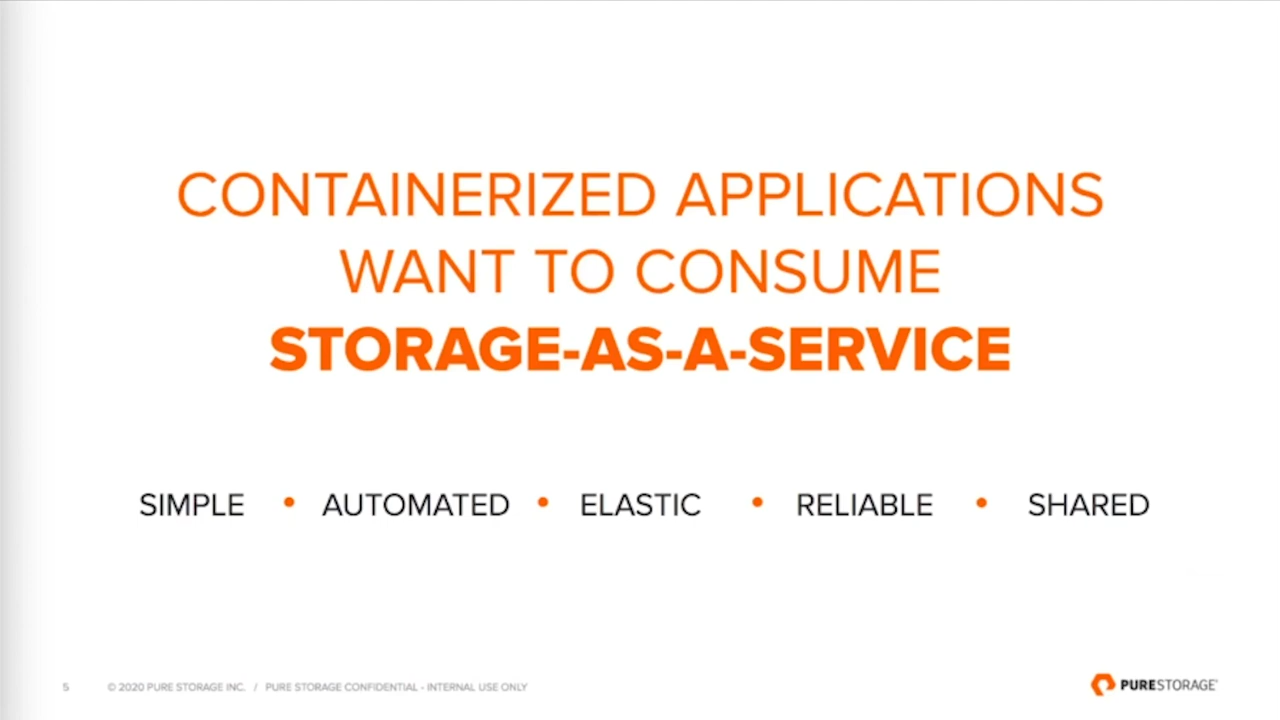 CONTAINERIZED APPLICATIONS
WANT TO CONSUME
STORAGE-AS-A-SERVICE
SIMPLE • AUTOMATED • ELASTIC • RELIABLE • SHARED
5 © 2020 PURE STORAGE INC. / PURE STORAGE CONFIDENTIAL - INTERNAL USE ONLY
PURESTORAGE®